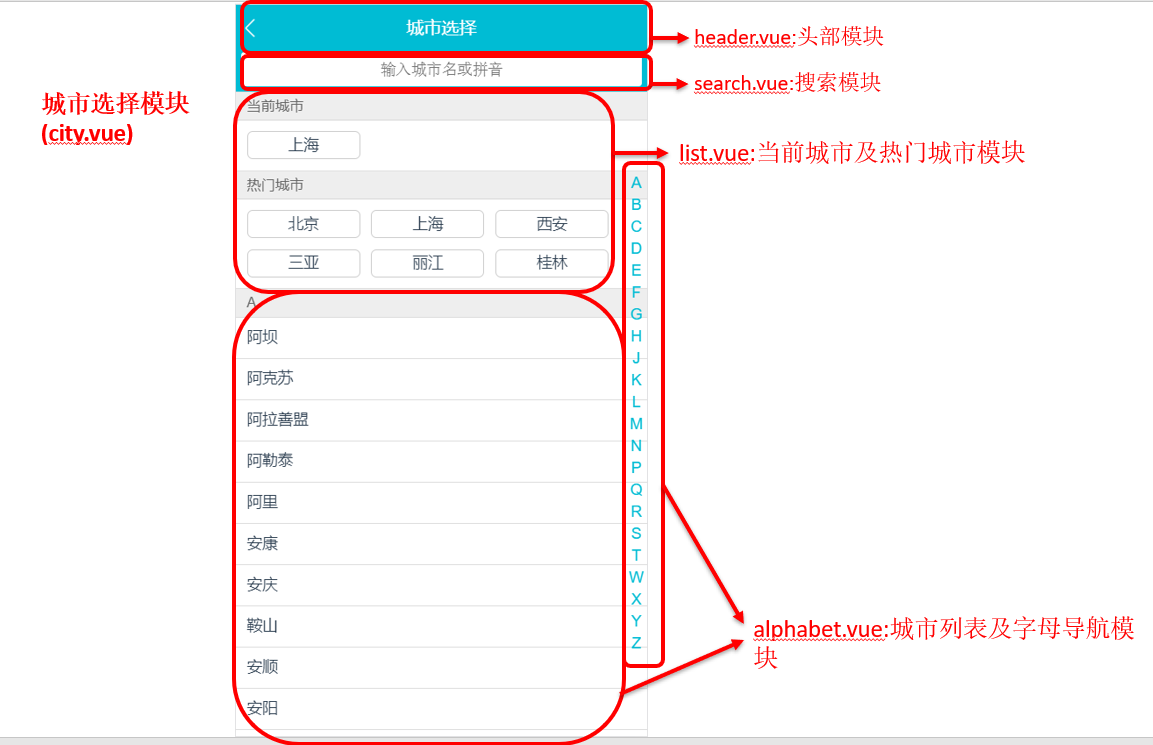 城市选择
header.vue:头部模块
输入城市名或拼音
search.vue:搜索模块
城市选择模块
(city.vue)
当前城市
上海
list.vue:当前城市及热门城市模块
热门城市
北京 上海 西安
三亚 丽江 桂林
A
阿坝
阿克苏
阿拉善盟
阿勒泰
阿里
安康
安庆
鞍山
安顺
安阳
A
B
C
D
E
F
G
H
J
K
L
M
N
P
Q
R
S
T
W
X
Y
Z
alphabet.vue:城市列表及字母导航模
块